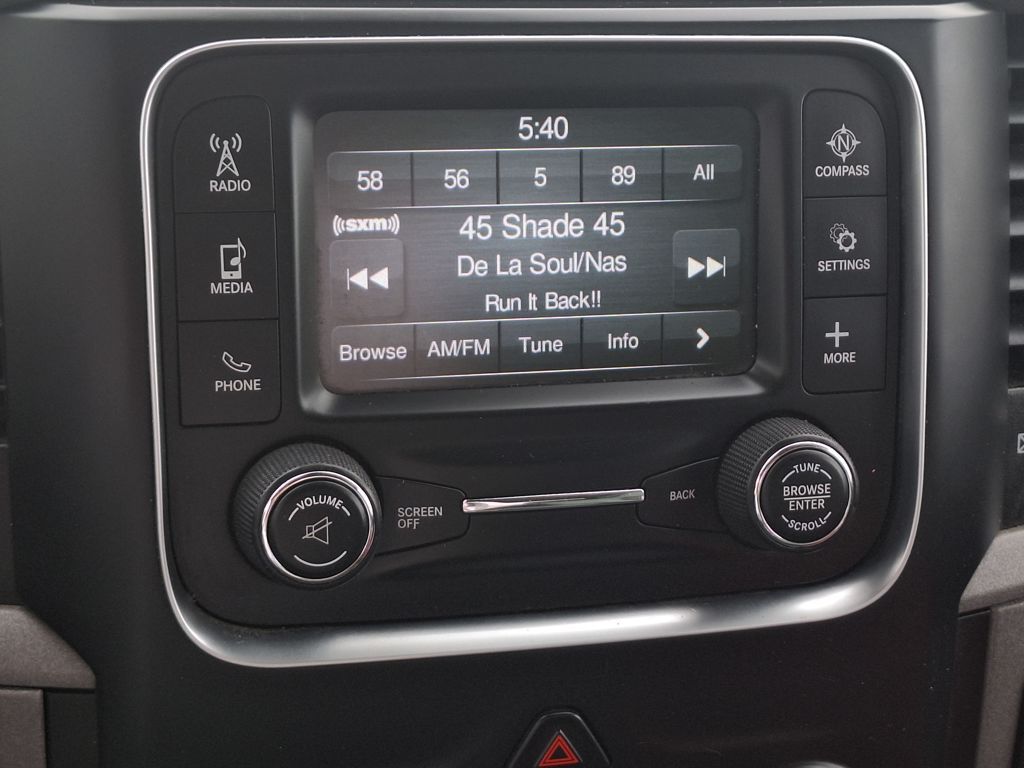 5:40
58 56 5 89 All
((sxm))
45 Shade 45
De La Soul/Nas
Run It Back!!
Browse AM/FM Tune Info >
RADIO
MEDIA
PHONE
N
COMPASS
SETTINGS
+
MORE
VOLUME
SCREEN
OFF
BACK
TUNE
BROWSE
ENTER
SCROLL